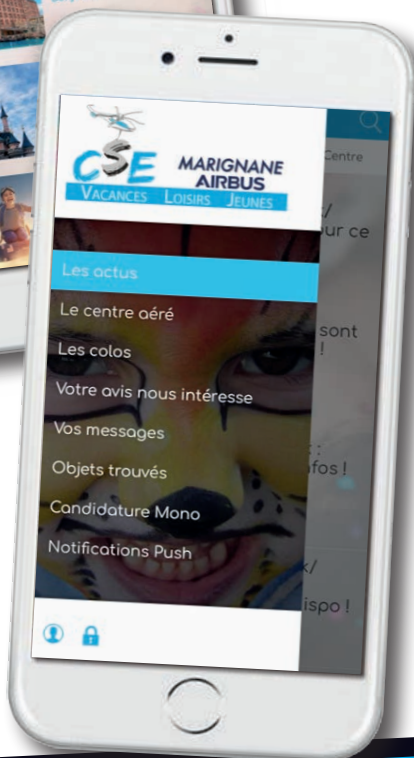 CSE
MARIGNANE
AIRBUS
VACANCES LOISIRS JEUNES
Centre
Les actus
ur ce
Le centre aéré
sont
Les colos
!
Votre avis nous intéresse
Vos messages
:
Objets trouvés
nfos !
Candidature Mono
Notifications Push
ispo !